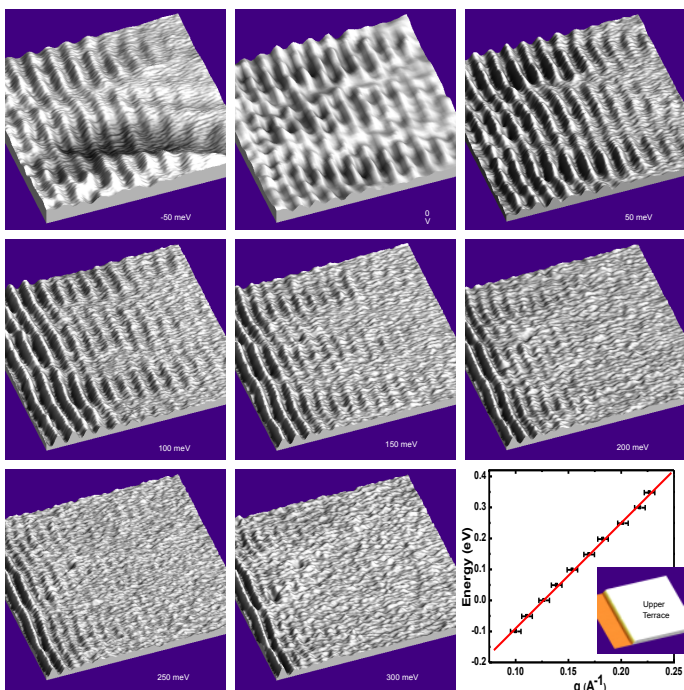 -50 meV
0
V
50 meV
100 meV
150 meV
200 meV
250 meV
300 meV
0.4
0.3
0.2
0.1
0.0
-0.1
-0.2
Energy (eV)
0.10 0.15 0.20 0.25
q (A⁻¹)
Upper
Terrace